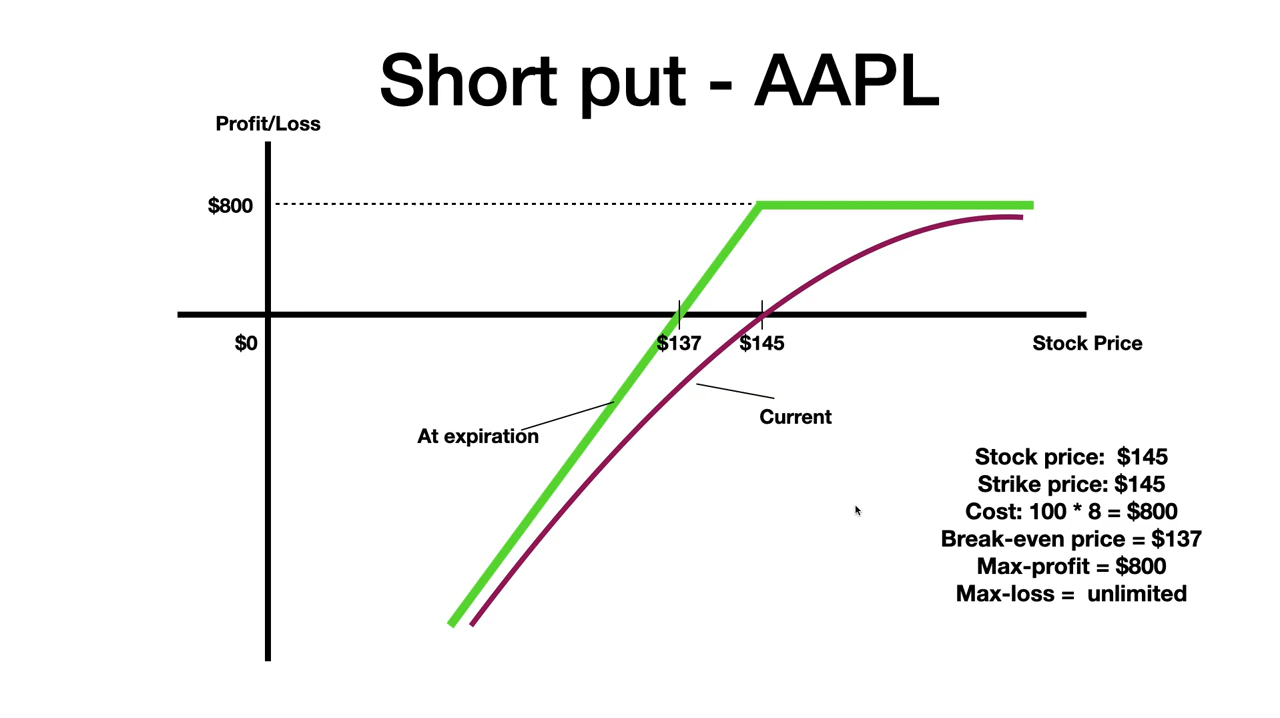 Short put - AAPL
Profit/Loss
$800
$0
$137
$145
Stock Price
At expiration
Current
Stock price: $145
Strike price: $145
Cost: 100 * 8 = $800
Break-even price = $137
Max-profit = $800
Max-loss = unlimited